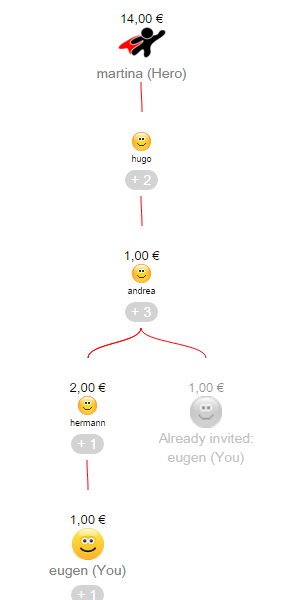 14,00 €
martina (Hero)
hugo
+ 2
1,00 €
andrea
+ 3
2,00 €
hermann
+ 1
1,00 €
Already invited:
eugen (You)
1,00 €
eugen (You)
+ 1